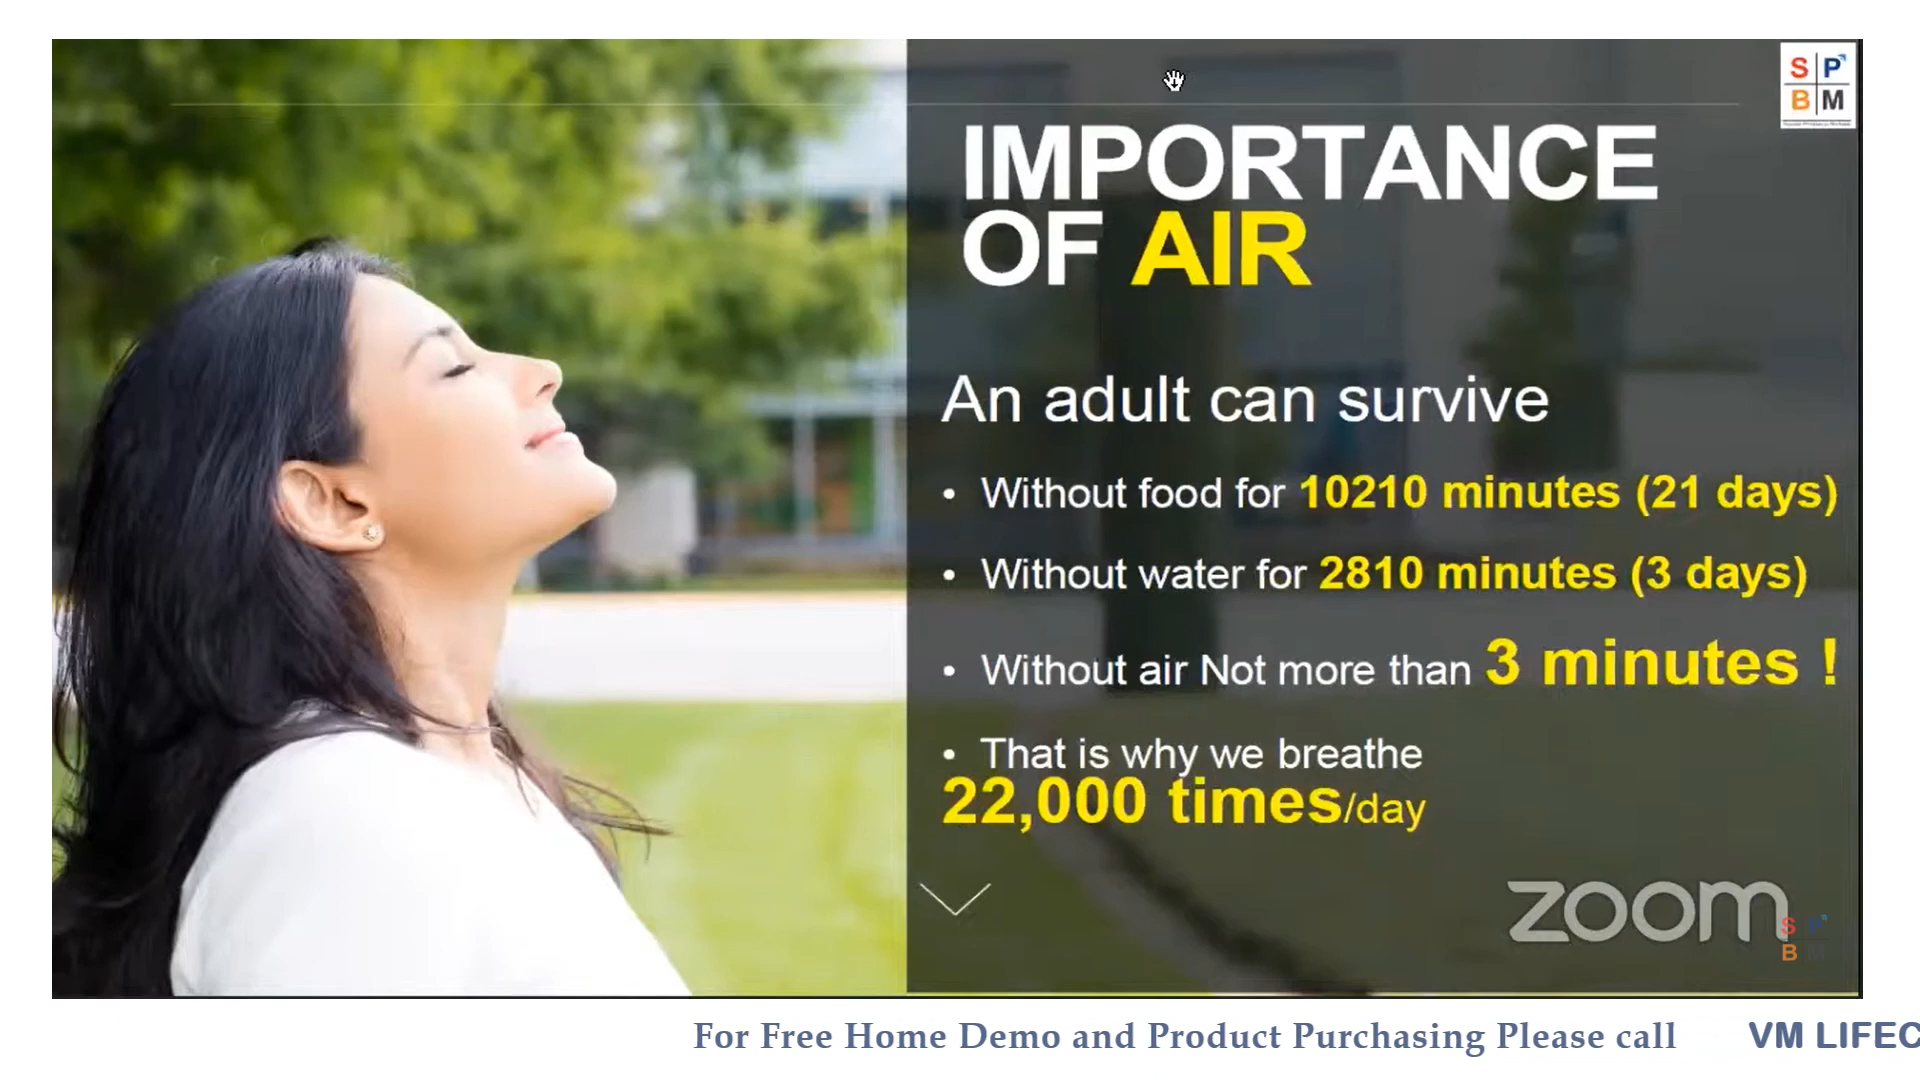 S P
B M
IMPORTANCE
OF AIR
An adult can survive
• Without food for 10210 minutes (21 days)
• Without water for 2810 minutes (3 days)
• Without air Not more than 3 minutes !
• That is why we breathe
22,000 times/day
zoom
S P
B M
For Free Home Demo and Product Purchasing Please call VM LIFEC